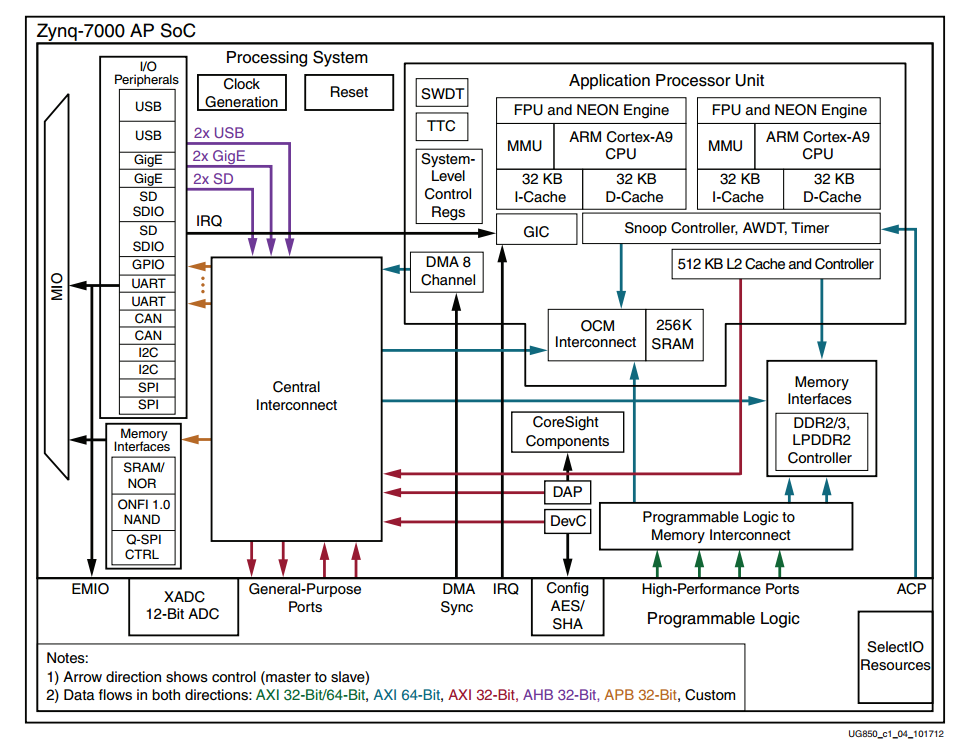 Zynq-7000 AP SoC
Processing System
I/O
Peripherals
USB
USB
GigE
GigE
SD
SDIO
SD
SDIO
GPIO
UART
UART
CAN
CAN
I2C
I2C
SPI
SPI
MIO
Memory
Interfaces
SRAM/
NOR
ONFI 1.0
NAND
Q-SPI
CTRL
Clock
Generation
Reset
2x USB
2x GigE
2x SD
IRQ
Central
Interconnect
Application Processor Unit
SWDT
TTC
System-
Level
Control
Regs
FPU and NEON Engine
MMU
ARM Cortex-A9
CPU
32 KB
I-Cache
32 KB
D-Cache
FPU and NEON Engine
MMU
ARM Cortex-A9
CPU
32 KB
I-Cache
32 KB
D-Cache
GIC
Snoop Controller, AWDT, Timer
DMA 8
Channel
512 KB L2 Cache and Controller
OCM
Interconnect
256K
SRAM
Memory
Interfaces
DDR2/3,
LPDDR2
Controller
CoreSight
Components
DAP
DevC
Programmable Logic to
Memory Interconnect
EMIO
XADC
12-Bit ADC
General-Purpose
Ports
DMA
Sync
IRQ
Config
AES/
SHA
High-Performance Ports
ACP
Programmable Logic
SelectIO
Resources
Notes:
1) Arrow direction shows control (master to slave)
2) Data flows in both directions: AXI 32-Bit/64-Bit, AXI 64-Bit, AXI 32-Bit, AHB 32-Bit, APB 32-Bit, Custom
UG850_c1_04_101712